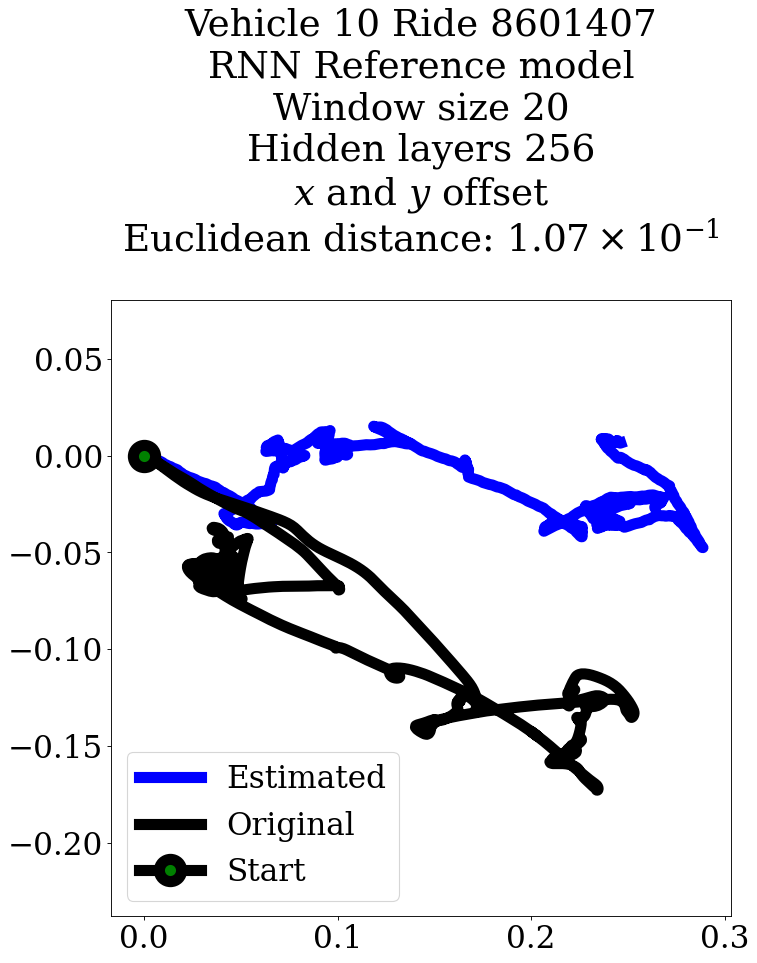 Vehicle 10 Ride 8601407
RNN Reference model
Window size 20
Hidden layers 256
x and y offset
Euclidean distance: 1.07 × 10⁻¹
0.05
0.00
−0.05
−0.10
−0.15
−0.20
Estimated
Original
Start
0.0 0.1 0.2 0.3